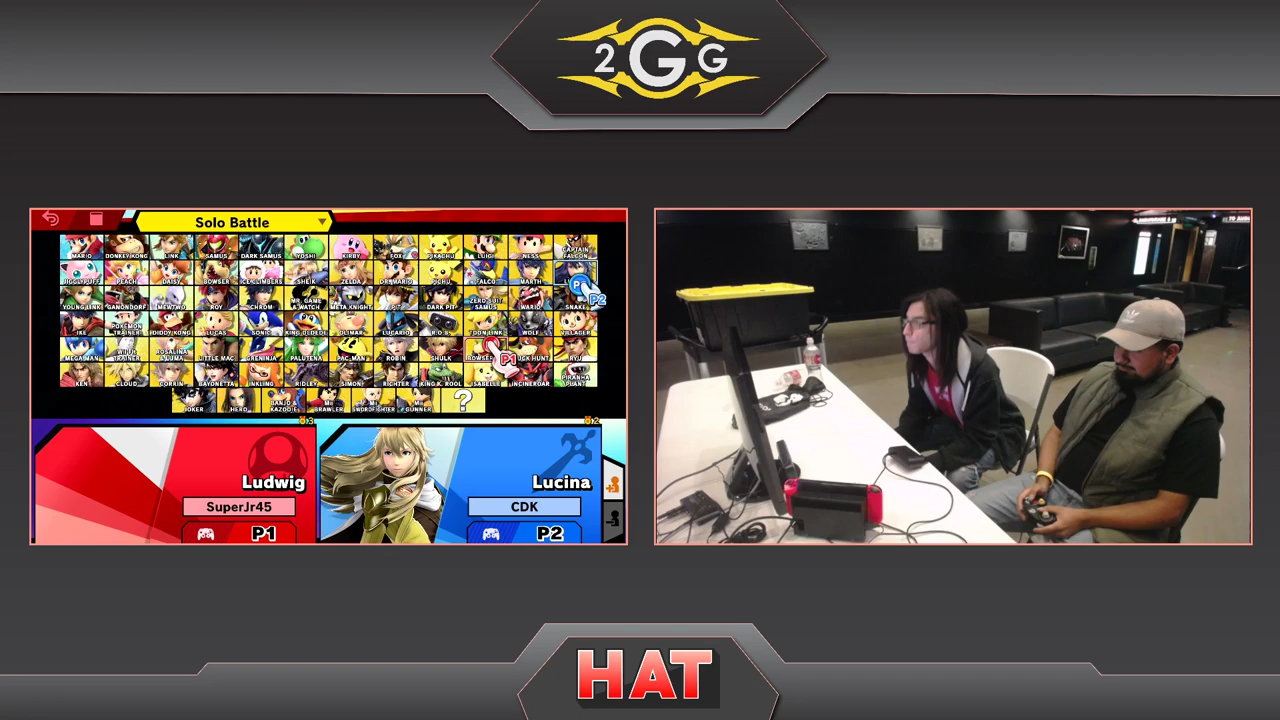 2GG
Solo Battle
MARIO DONKEY KONG LINK SAMUS DARK SAMUS YOSHI KIRBY FOX PIKACHU LUIGI NESS CAPTAIN FALCON
JIGGLYPUFF PEACH DAISY BOWSER ICE CLIMBERS SHEIK ZELDA DR. MARIO PICHU FALCO MARTH
YOUNG LINK GANONDORF MEWTWO ROY CHROM MR. GAME & WATCH META KNIGHT PIT DARK PIT ZERO SUIT SAMUS WARIO SNAKE
P2
IKE POKÉMON TRAINER DIDDY KONG LUCAS SONIC KING DEDEDE OLIMAR LUCARIO R.O.B. TOON LINK WOLF VILLAGER
MEGA MAN WII FIT TRAINER ROSALINA & LUMA LITTLE MAC GRENINJA PALUTENA PAC-MAN ROBIN SHULK BOWSER P1 DUCK HUNT RYU
KEN CLOUD CORRIN BAYONETTA INKLING RIDLEY SIMON RICHTER KING K. ROOL ISABELLE INCINEROAR PIRANHA PLANT
JOKER HERO BANJO & KAZOOIE MII BRAWLER MII SWORDFIGHTER GUNNER ?
3 2
Ludwig
SuperJr45
P1
Lucina
CDK
P2
HAT